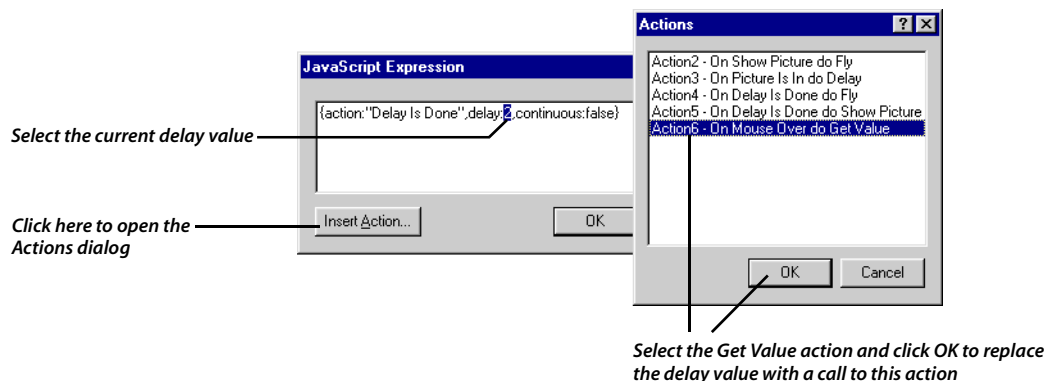 Actions
JavaScript Expression
Action2 - On Show Picture do Fly
Action3 - On Picture Is In do Delay
Action4 - On Delay Is Done do Fly
Action5 - On Delay Is Done do Show Picture
Action6 - On Mouse Over do Get Value
{action:"Delay Is Done",delay:2,continuous:false}
Select the current delay value
Insert Action...
OK
Click here to open the
Actions dialog
OK
Cancel
Select the Get Value action and click OK to replace
the delay value with a call to this action